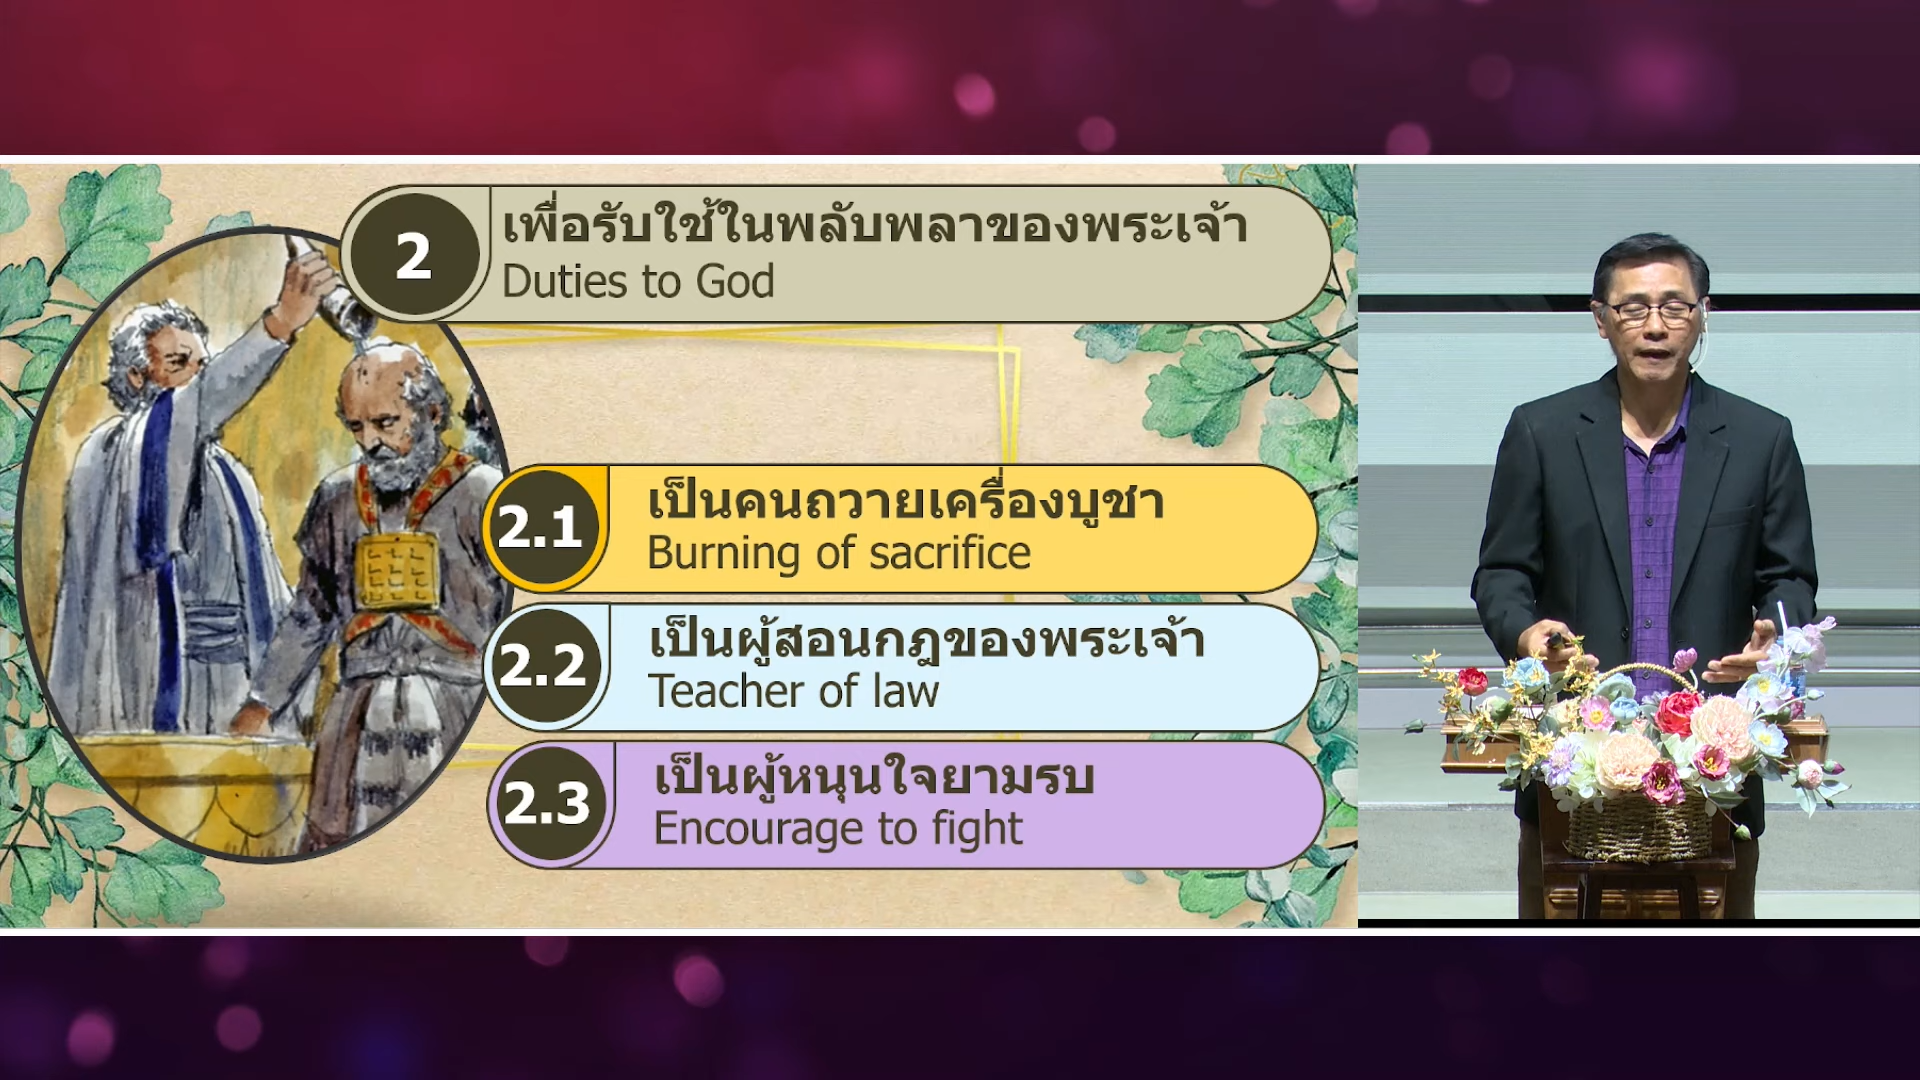 2
เพื่อรับใช้ในพลับพลาของพระเจ้า
Duties to God
2.1
เป็นคนถวายเครื่องบูชา
Burning of sacrifice
2.2
เป็นผู้สอนกฎของพระเจ้า
Teacher of law
2.3
เป็นผู้หนุนใจยามรบ
Encourage to fight